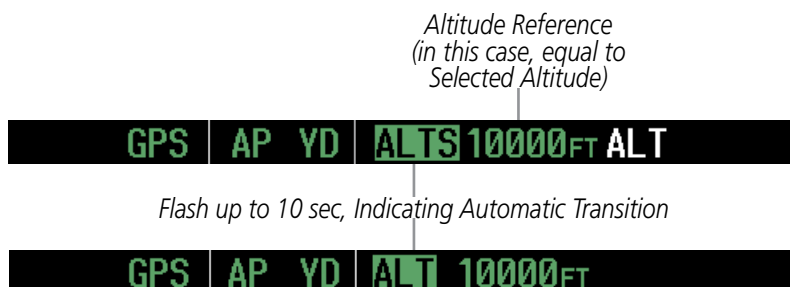 Altitude Reference
(in this case, equal to
Selected Altitude)
GPS AP YD ALTS 10000FT ALT
Flash up to 10 sec, Indicating Automatic Transition
GPS AP YD ALT 10000FT